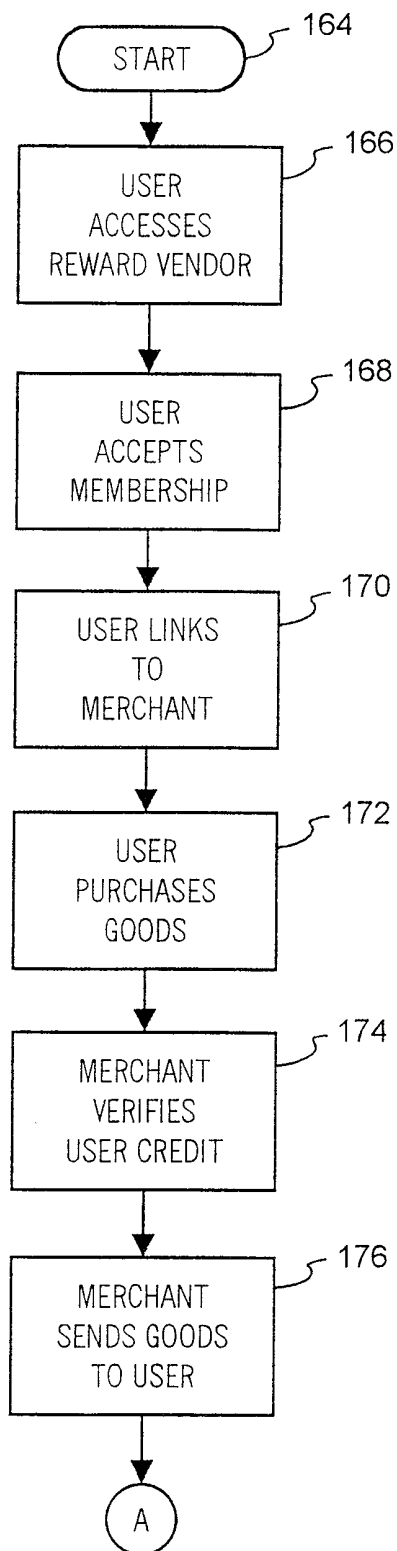 START
164
166
USER
ACCESSES
REWARD VENDOR
168
USER
ACCEPTS
MEMBERSHIP
170
USER LINKS
TO
MERCHANT
172
USER
PURCHASES
GOODS
174
MERCHANT
VERIFIES
USER CREDIT
176
MERCHANT
SENDS GOODS
TO USER
A